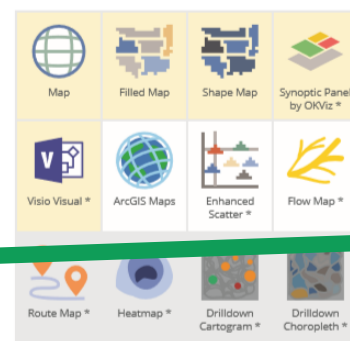 Map
Filled Map
Shape Map
Synoptic Panel
by OKViz *
V
Visio Visual *
ArcGIS Maps
Enhanced
Scatter *
Flow Map *
Route Map *
Heatmap *
Drilldown
Cartogram *
Drilldown
Choropleth *